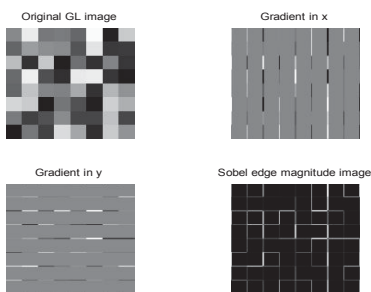 Original GL image
Gradient in x
Gradient in y
Sobel edge magnitude image